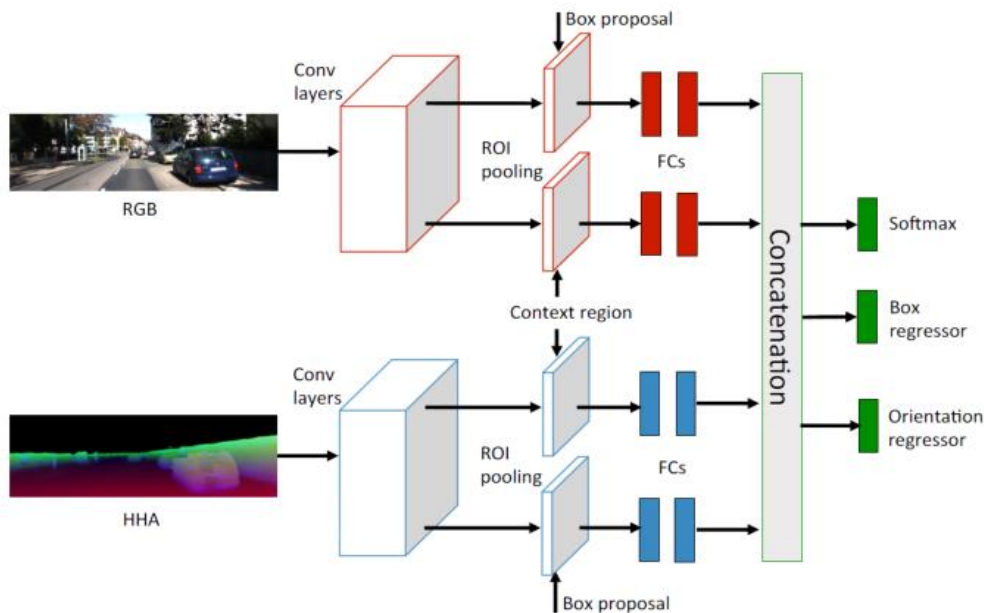 Box proposal
Conv
layers
ROI
pooling
FCs
RGB
Softmax
Concatenation
Context region
Box
regressor
Conv
layers
Orientation
regressor
ROI
pooling
FCs
HHA
Box proposal